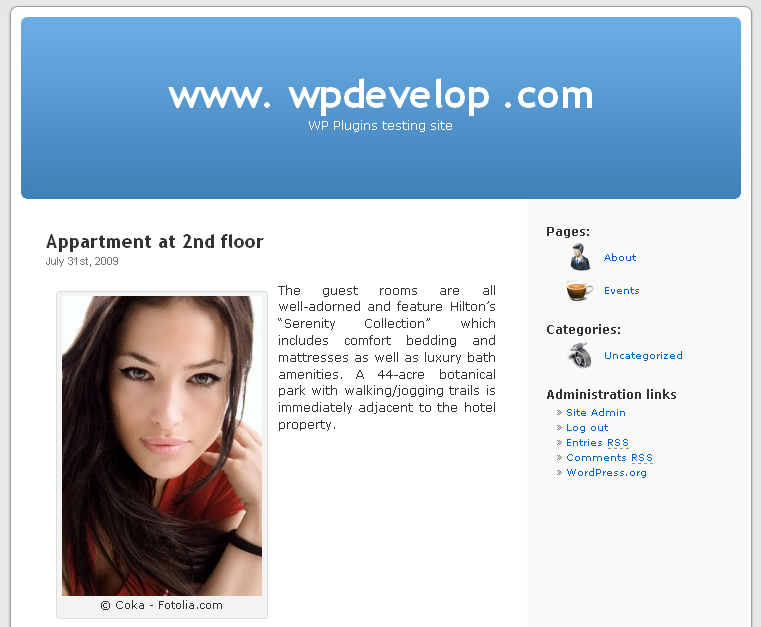 www. wpdevelop .com
WP Plugins testing site
Appartment at 2nd floor
July 31st, 2009
The guest rooms are all
well-adorned and feature Hilton's
"Serenity Collection" which
includes comfort bedding and
mattresses as well as luxury bath
amenities. A 44-acre botanical
park with walking/jogging trails is
immediately adjacent to the hotel
property.
© Coka - Fotolia.com
Pages:
About
Events
Categories:
Uncategorized
Administration links
» Site Admin
» Log out
» Entries RSS
» Comments RSS
» WordPress.org